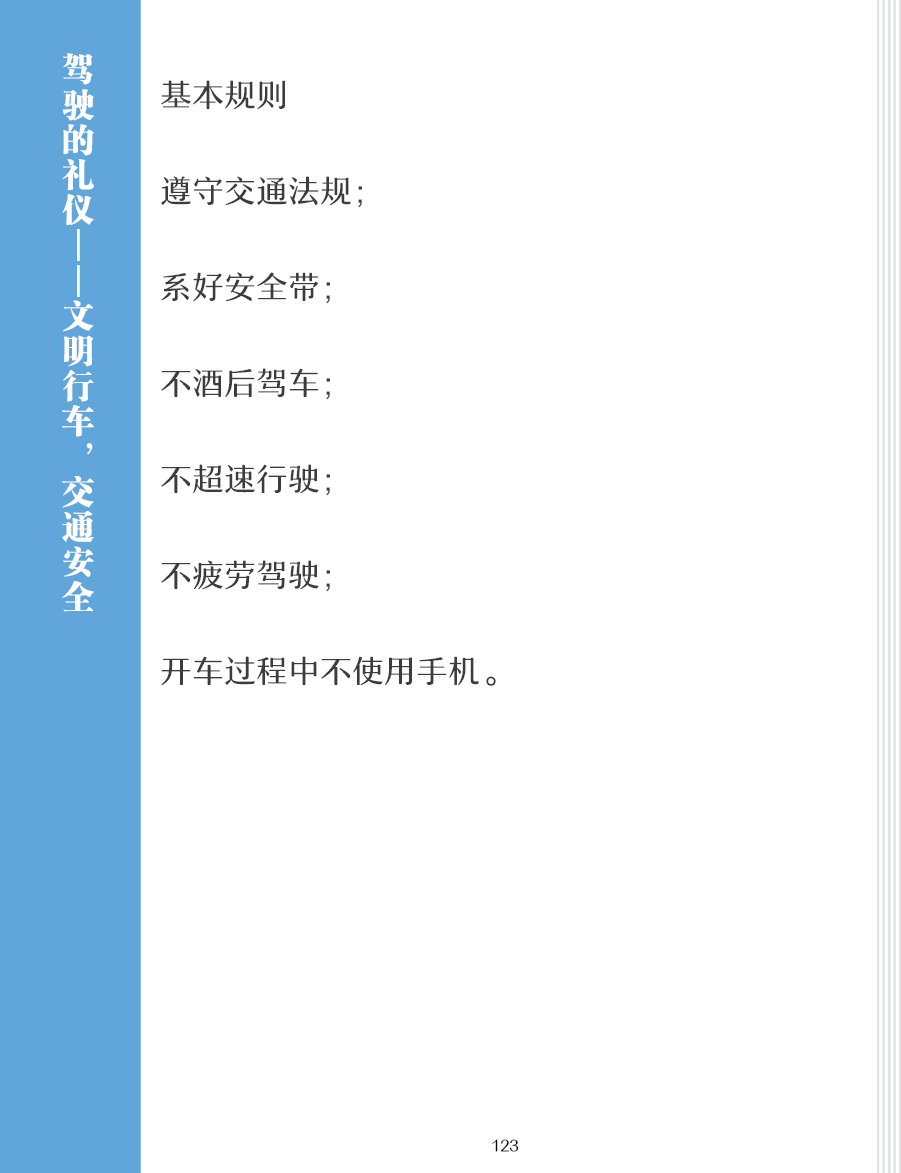 驾驶的礼仪——文明行车，交通安全
基本规则
遵守交通法规；
系好安全带；
不酒后驾车；
不超速行驶；
不疲劳驾驶；
开车过程中不使用手机。
123